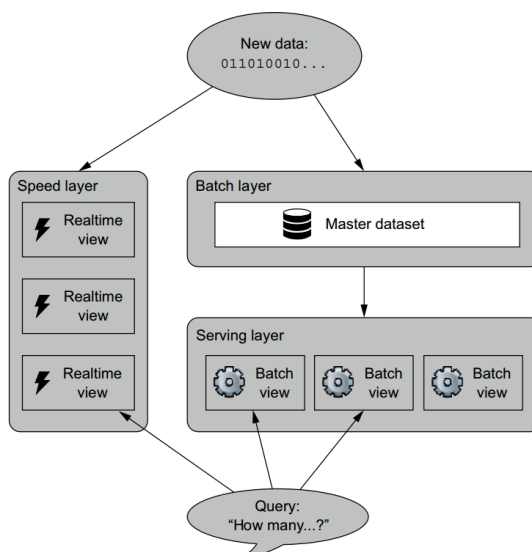 New data:
011010010...
Speed layer
Realtime
view
Realtime
view
Realtime
view
Batch layer
Master dataset
Serving layer
Batch
view
Batch
view
Batch
view
Query:
“How many...?”